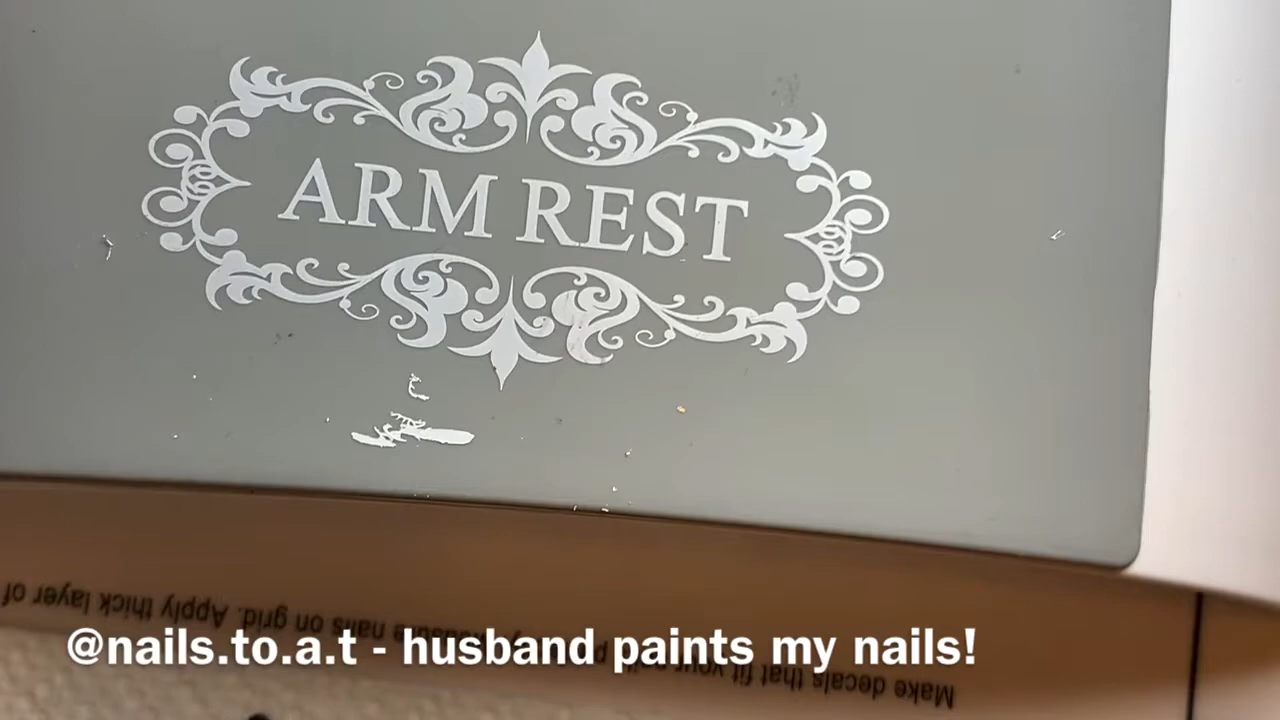 ARM REST
@nails.to.a.t - husband paints my nails!
Make decals that fit your
nails on grid. Apply thick layer of